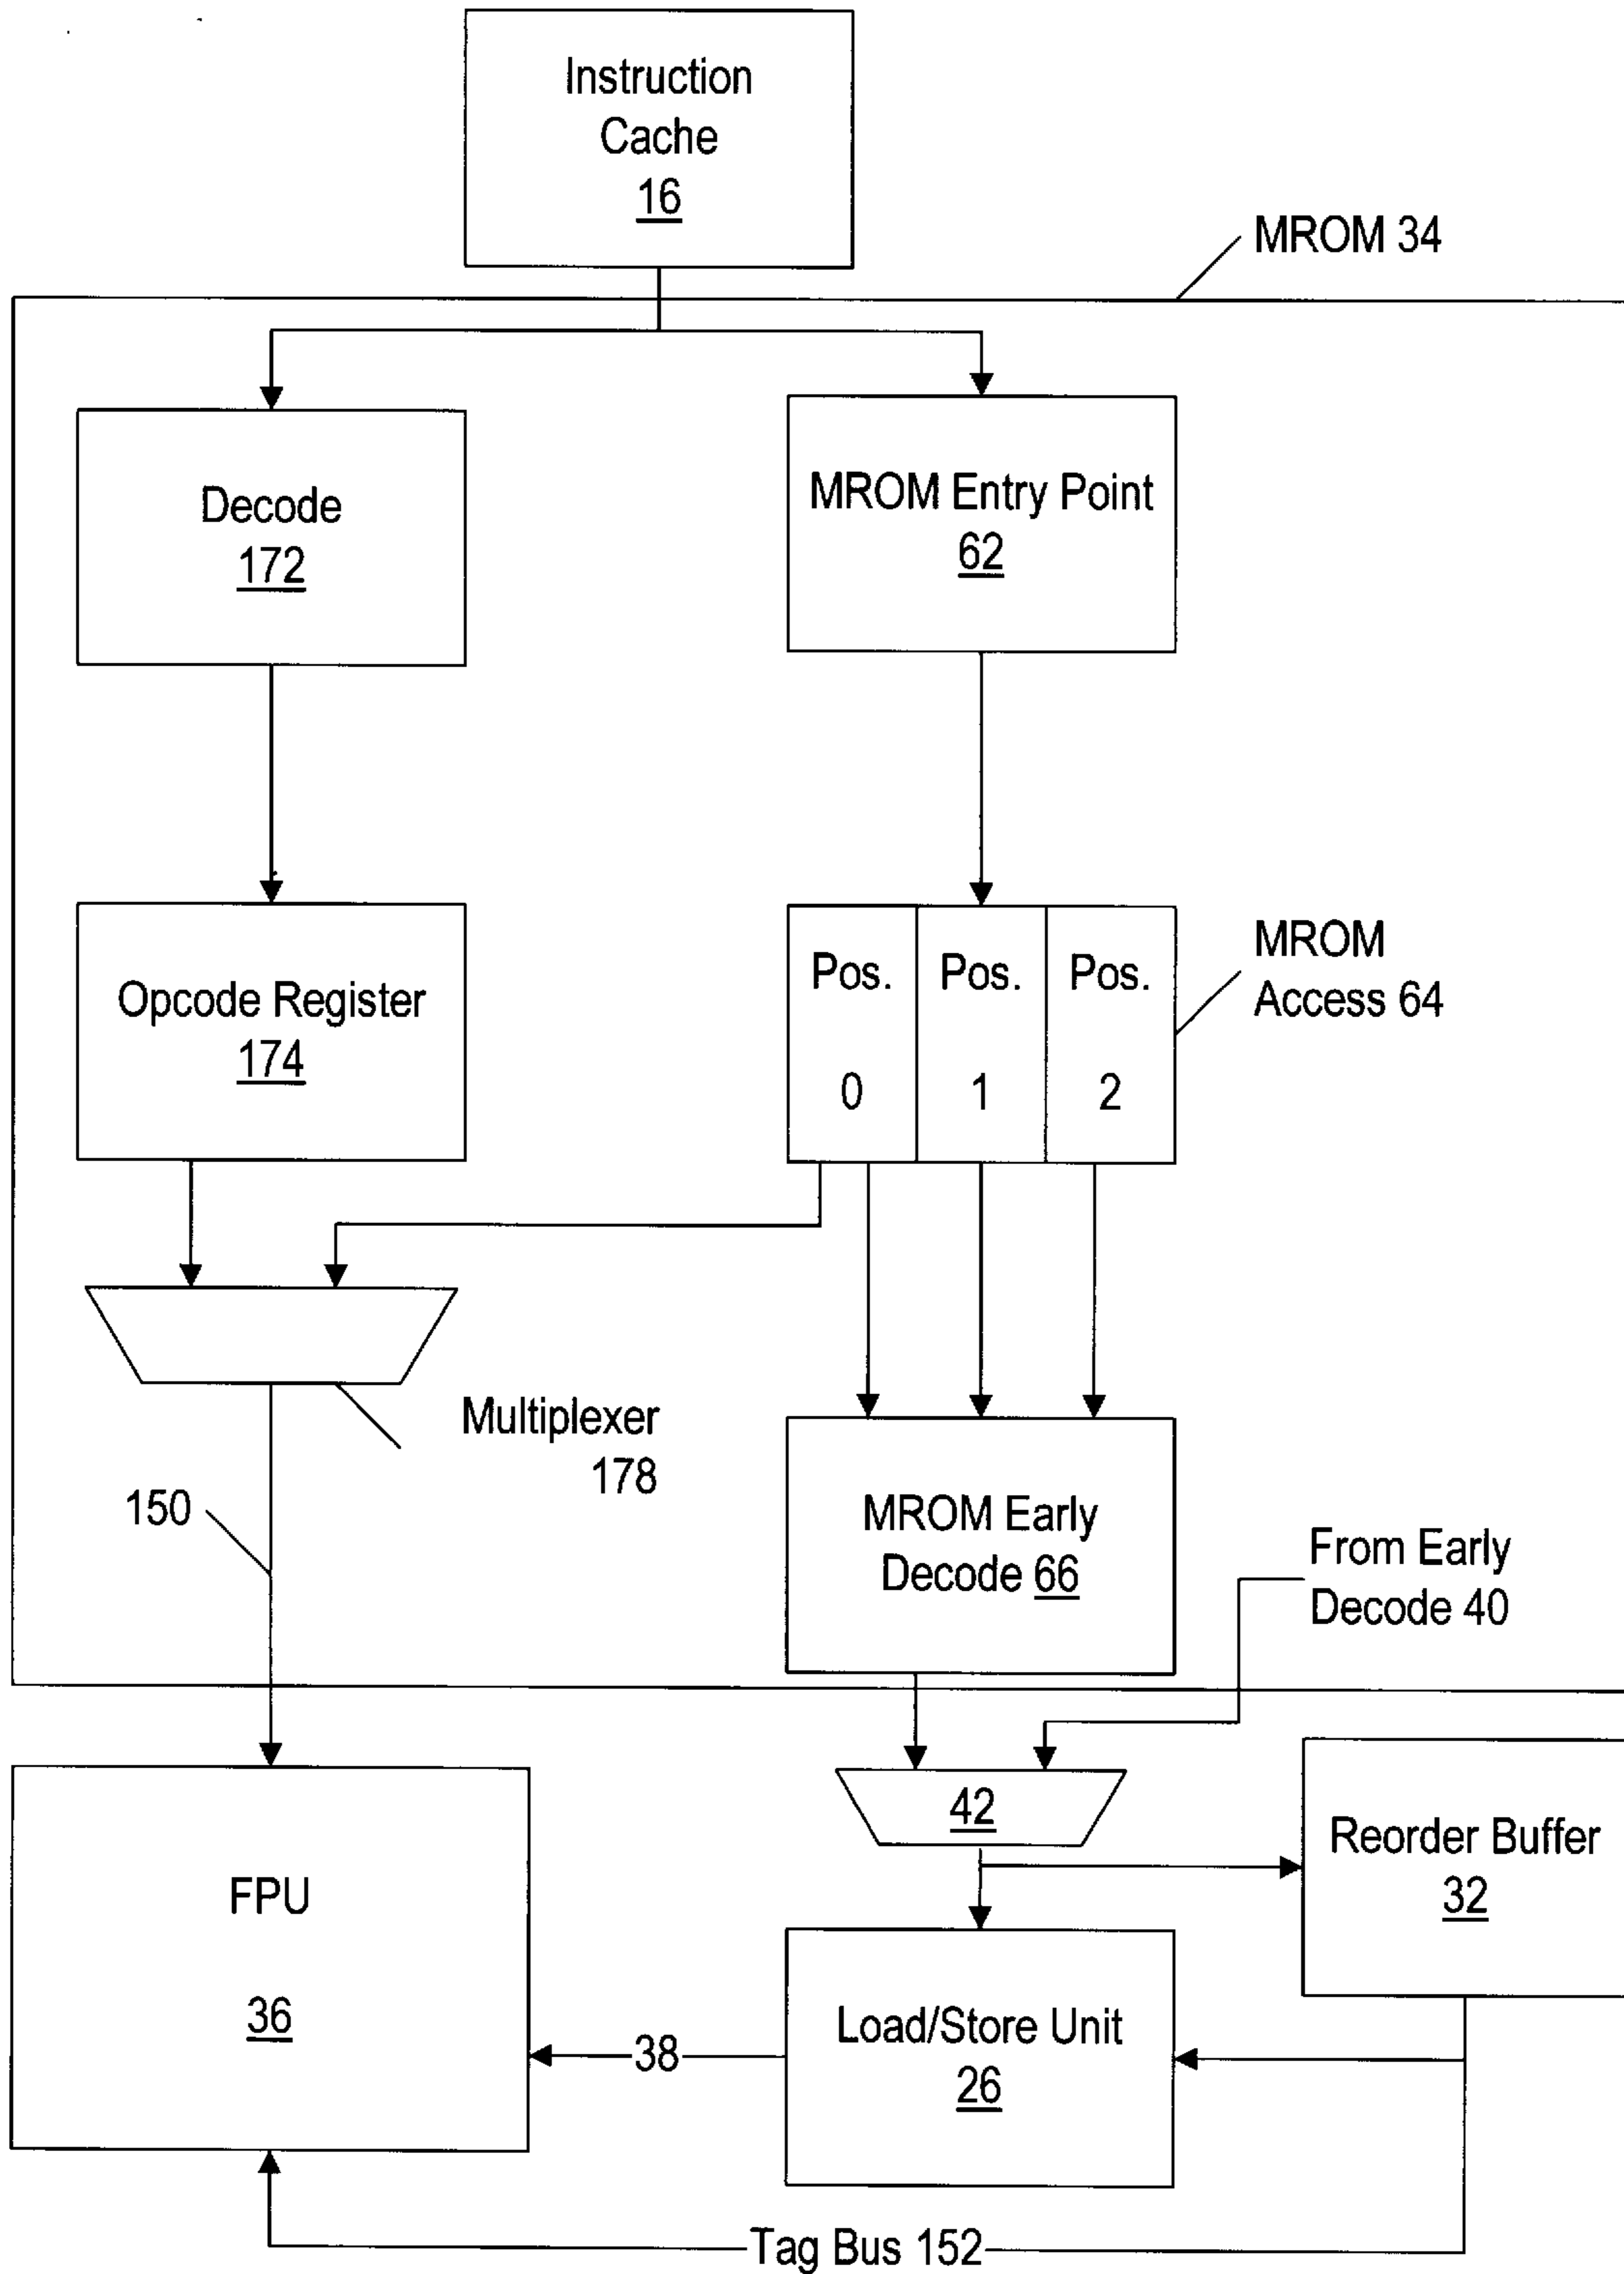 Instruction
Cache
16
MROM 34
Decode
172
MROM Entry Point
62
Opcode Register
174
Pos.
0
Pos.
1
Pos.
2
MROM
Access 64
Multiplexer
178
150
MROM Early
Decode 66
From Early
Decode 40
42
Reorder Buffer
32
FPU
36
38
Load/Store Unit
26
Tag Bus 152